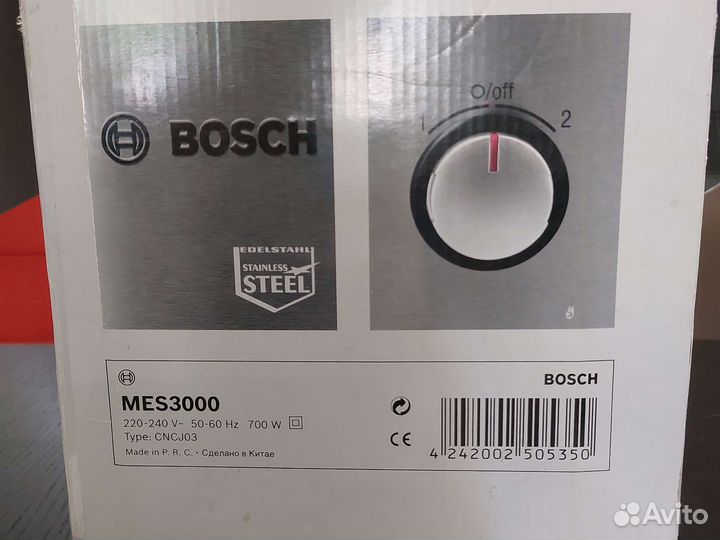 BOSCH
EDELSTAHL
STAINLESS
STEEL
O/off
1 2
BOSCH
MES3000
220-240 V~ 50-60 Hz 700 W
Type: CNCJ03
Made in P. R. C. • Сделано в Китае
CE
4 242002 505350
Avito